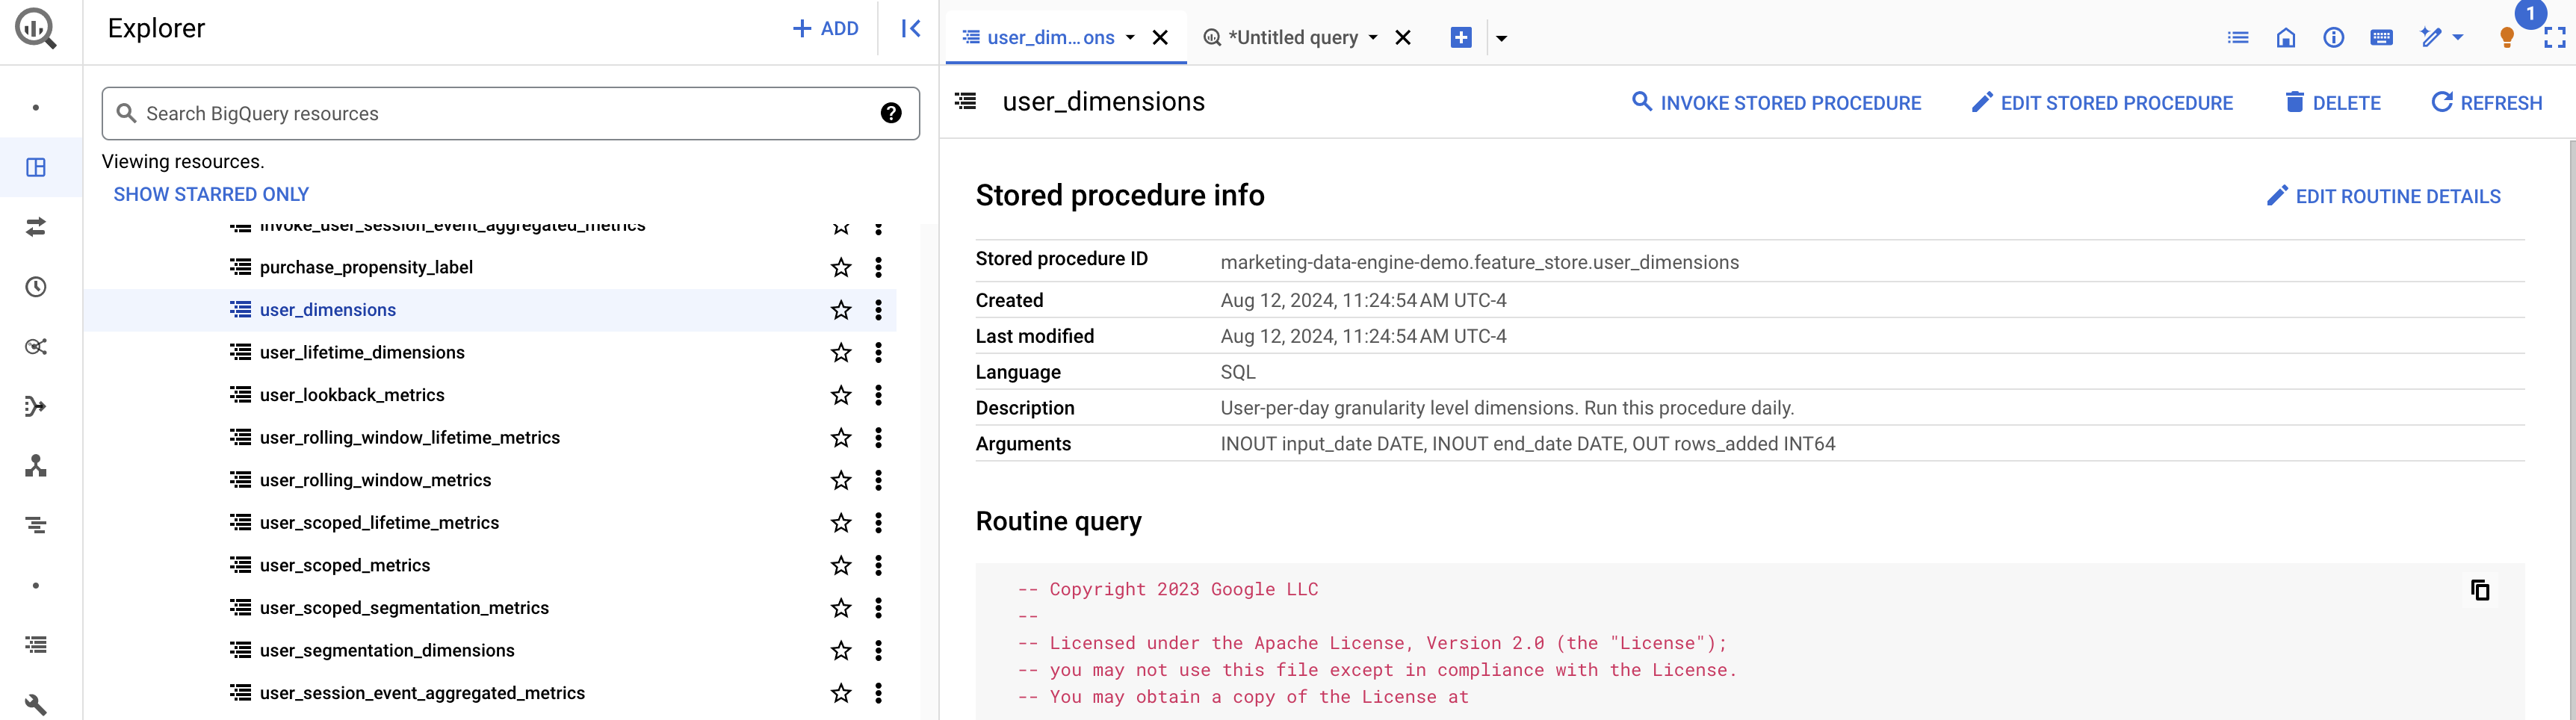 Explorer
+ ADD
Search BigQuery resources
Viewing resources.
SHOW STARRED ONLY
invoke_user_session_event_aggregated_metrics
purchase_propensity_label
user_dimensions
user_lifetime_dimensions
user_lookback_metrics
user_rolling_window_lifetime_metrics
user_rolling_window_metrics
user_scoped_lifetime_metrics
user_scoped_metrics
user_scoped_segmentation_metrics
user_segmentation_dimensions
user_session_event_aggregated_metrics
user_dim...ons
*Untitled query
1
user_dimensions
INVOKE STORED PROCEDURE
EDIT STORED PROCEDURE
DELETE
REFRESH
Stored procedure info
EDIT ROUTINE DETAILS
Stored procedure ID marketing-data-engine-demo.feature_store.user_dimensions
Created Aug 12, 2024, 11:24:54 AM UTC-4
Last modified Aug 12, 2024, 11:24:54 AM UTC-4
Language SQL
Description User-per-day granularity level dimensions. Run this procedure daily.
Arguments INOUT input_date DATE, INOUT end_date DATE, OUT rows_added INT64
Routine query
-- Copyright 2023 Google LLC
--
-- Licensed under the Apache License, Version 2.0 (the "License");
-- you may not use this file except in compliance with the License.
-- You may obtain a copy of the License at